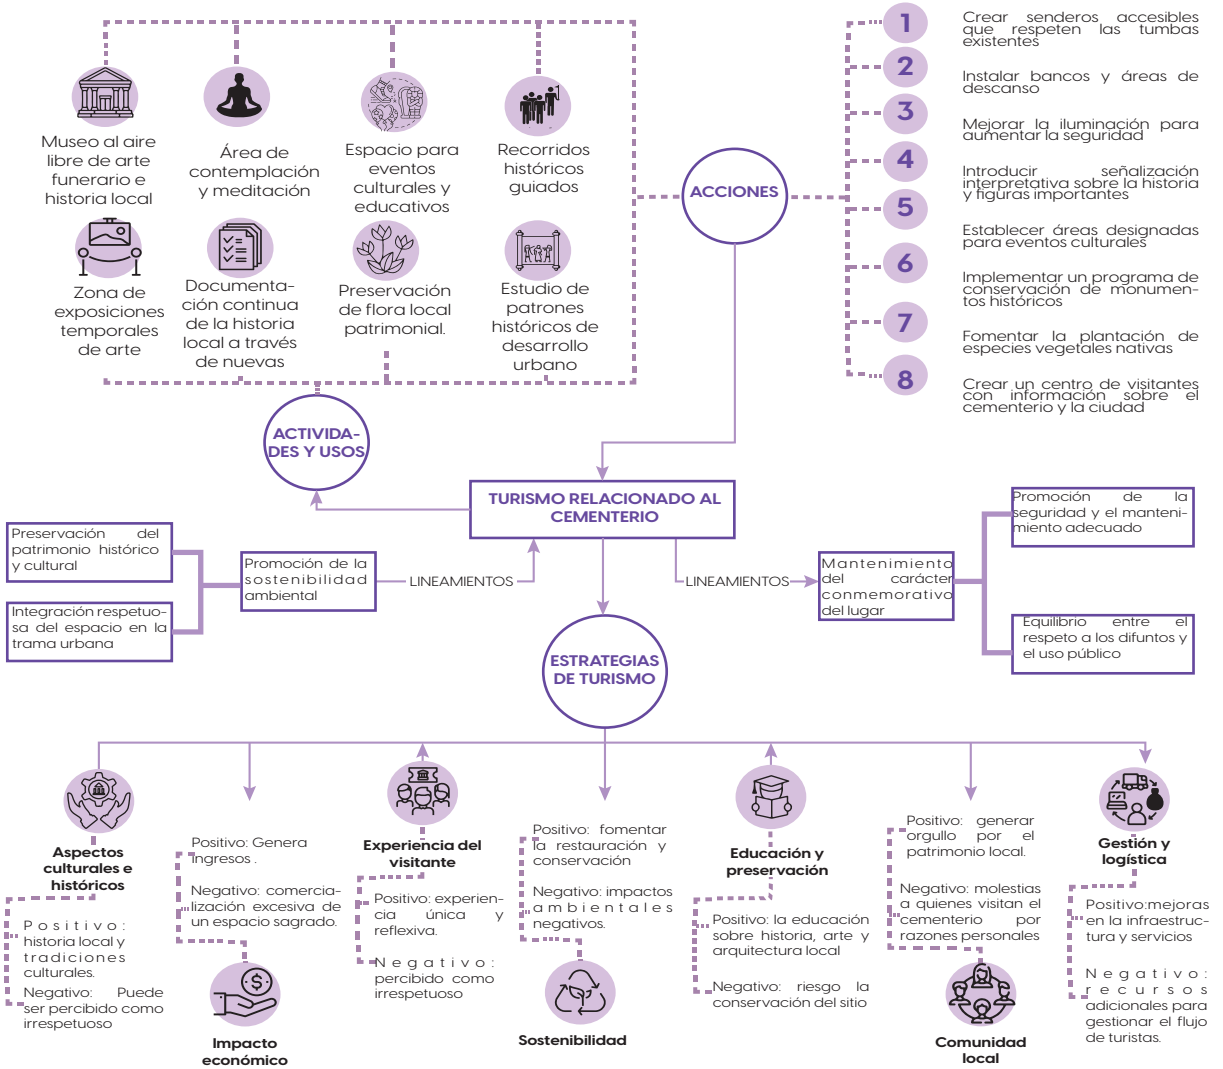 Museo al aire
libre de arte
funerario e
historia local
Área de
contemplación
y meditación
Espacio para
eventos
culturales y
educativos
Recorridos
históricos
guiados
Zona de
exposiciones
temporales
de arte
Documenta-
ción continua
de la historia
local a través
de nuevas
Preservación
de flora local
patrimonial.
Estudio de
patrones
históricos de
desarrollo
urbano
ACCIONES
1
Crear senderos accesibles
que respeten las tumbas
existentes
2
Instalar bancos y áreas de
descanso
3
Mejorar la iluminación para
aumentar la seguridad
4
Introducir señalización
interpretativa sobre la historia
y figuras importantes
5
Establecer áreas designadas
para eventos culturales
6
Implementar un programa de
conservación de monumen-
tos históricos
7
Fomentar la plantación de
especies vegetales nativas
8
Crear un centro de visitantes
con información sobre el
cementerio y la ciudad
ACTIVIDA-
DES Y USOS
TURISMO RELACIONADO AL
CEMENTERIO
Preservación del
patrimonio histórico
y cultural
Integración respetuo-
sa del espacio en la
trama urbana
Promoción de la
sostenibilidad
ambiental
LINEAMIENTOS
LINEAMIENTOS
Mantenimiento
del carácter
conmemorativo
del lugar
Promoción de la
seguridad y el manteni-
miento adecuado
Equilibrio entre el
respeto a los difuntos y
el uso público
ESTRATEGIAS
DE TURISMO
Aspectos
culturales e
históricos
Positivo:
historia local y
tradiciones
culturales.
Negativo: Puede
ser percibido como
irrespetuoso
Positivo: Genera
ingresos .
Negativo: comercia-
lización excesiva de
un espacio sagrado.
Impacto
económico
Experiencia del
visitante
Positivo: experien-
cia única y
reflexiva.
Negativo:
percibido como
irrespetuoso
Positivo: fomentar
la restauración y
conservación
Negativo: impactos
ambientales
negativos.
Sostenibilidad
Educación y
preservación
Positivo: la educación
sobre historia, arte y
arquitectura local
Negativo: riesgo la
conservación del sitio
Positivo: generar
orgullo por el
patrimonio local.
Negativo: molestias
a quienes visitan el
cementerio por
razones personales
Comunidad
local
Gestión y
logística
Positivo:mejoras
en la infraestruc-
tura y servicios
Negativo:
recursos
adicionales para
gestionar el flujo
de turistas.